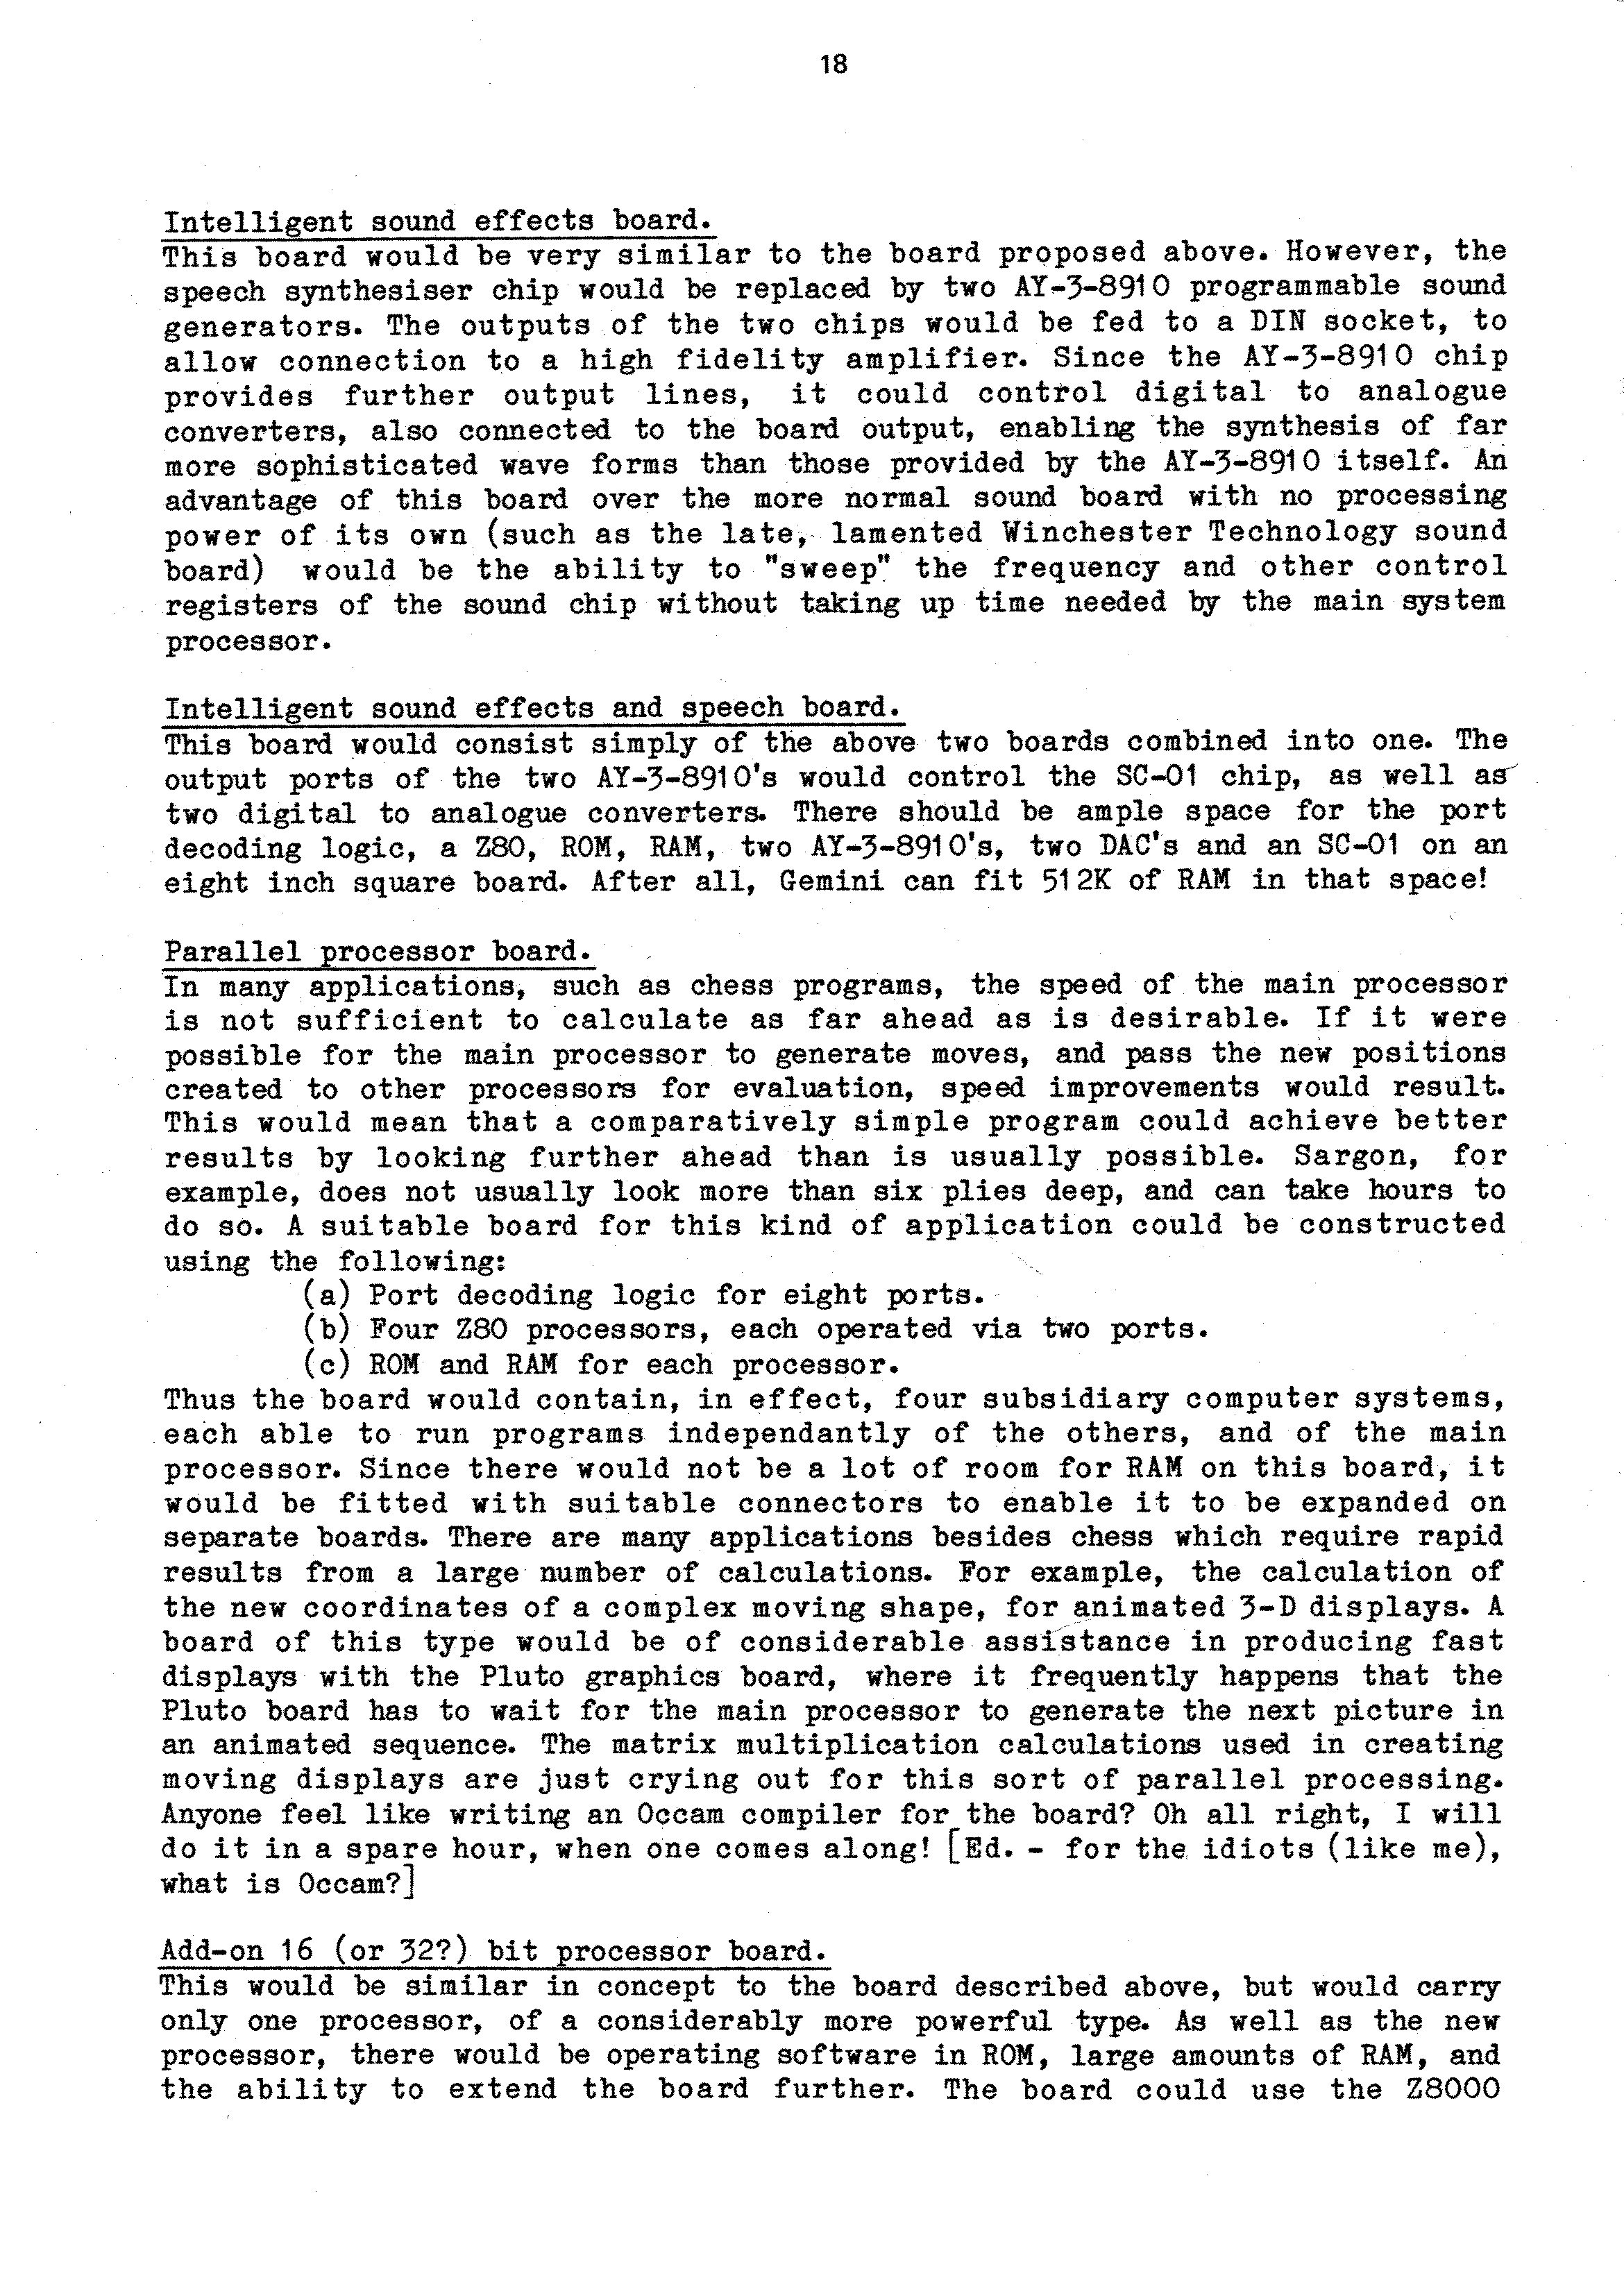 18
Intelligent sound effects board.
This board would be very similar to the board proposed above. However, the
speech synthesiser chip would be replaced by two AY-3-8910 programmable sound
generators. The outputs of the two chips would be fed to a DIN socket, to
allow connection to a high fidelity amplifier. Since the AY-3-8910 chip
provides further output lines, it could control digital to analogue
converters, also connected to the board output, enabling the synthesis of far
more sophisticated wave forms than those provided by the AY-3-8910 itself. An
advantage of this board over the more normal sound board with no processing
power of its own (such as the late, lamented Winchester Technology sound
board) would be the ability to "sweep" the frequency and other control
registers of the sound chip without taking up time needed by the main system
processor.
Intelligent sound effects and speech board.
This board would consist simply of the above two boards combined into one. The
output ports of the two AY-3-8910's would control the SC-01 chip, as well as
two digital to analogue converters. There should be ample space for the port
decoding logic, a Z80, ROM, RAM, two AY-3-8910's, two DAC's and an SC-01 on an
eight inch square board. After all, Gemini can fit 512K of RAM in that space!
Parallel processor board.
In many applications, such as chess programs, the speed of the main processor
is not sufficient to calculate as far ahead as is desirable. If it were
possible for the main processor to generate moves, and pass the new positions
created to other processors for evaluation, speed improvements would result.
This would mean that a comparatively simple program could achieve better
results by looking further ahead than is usually possible. Sargon, for
example, does not usually look more than six plies deep, and can take hours to
do so. A suitable board for this kind of application could be constructed
using the following:
(a) Port decoding logic for eight ports.
(b) Four Z80 processors, each operated via two ports.
(c) ROM and RAM for each processor.
Thus the board would contain, in effect, four subsidiary computer systems,
each able to run programs independantly of the others, and of the main
processor. Since there would not be a lot of room for RAM on this board, it
would be fitted with suitable connectors to enable it to be expanded on
separate boards. There are many applications besides chess which require rapid
results from a large number of calculations. For example, the calculation of
the new coordinates of a complex moving shape, for animated 3-D displays. A
board of this type would be of considerable assistance in producing fast
displays with the Pluto graphics board, where it frequently happens that the
Pluto board has to wait for the main processor to generate the next picture in
an animated sequence. The matrix multiplication calculations used in creating
moving displays are just crying out for this sort of parallel processing.
Anyone feel like writing an Occam compiler for the board? Oh all right, I will
do it in a spare hour, when one comes along! [Ed. - for the idiots (like me),
what is Occam?]
Add-on 16 (or 32?) bit processor board.
This would be similar in concept to the board described above, but would carry
only one processor, of a considerably more powerful type. As well as the new
processor, there would be operating software in ROM, large amounts of RAM, and
the ability to extend the board further. The board could use the Z8000